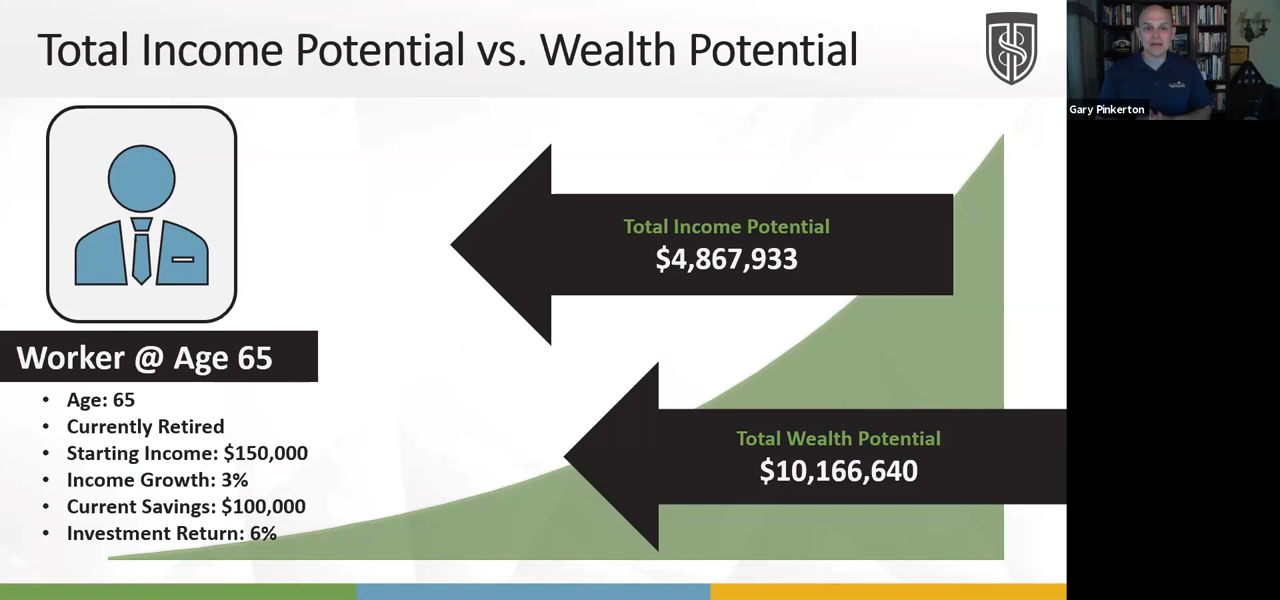 Total Income Potential vs. Wealth Potential
Gary Pinkerton
Total Income Potential
$4,867,933
Worker @ Age 65
• Age: 65
• Currently Retired
• Starting Income: $150,000
• Income Growth: 3%
• Current Savings: $100,000
• Investment Return: 6%
Total Wealth Potential
$10,166,640